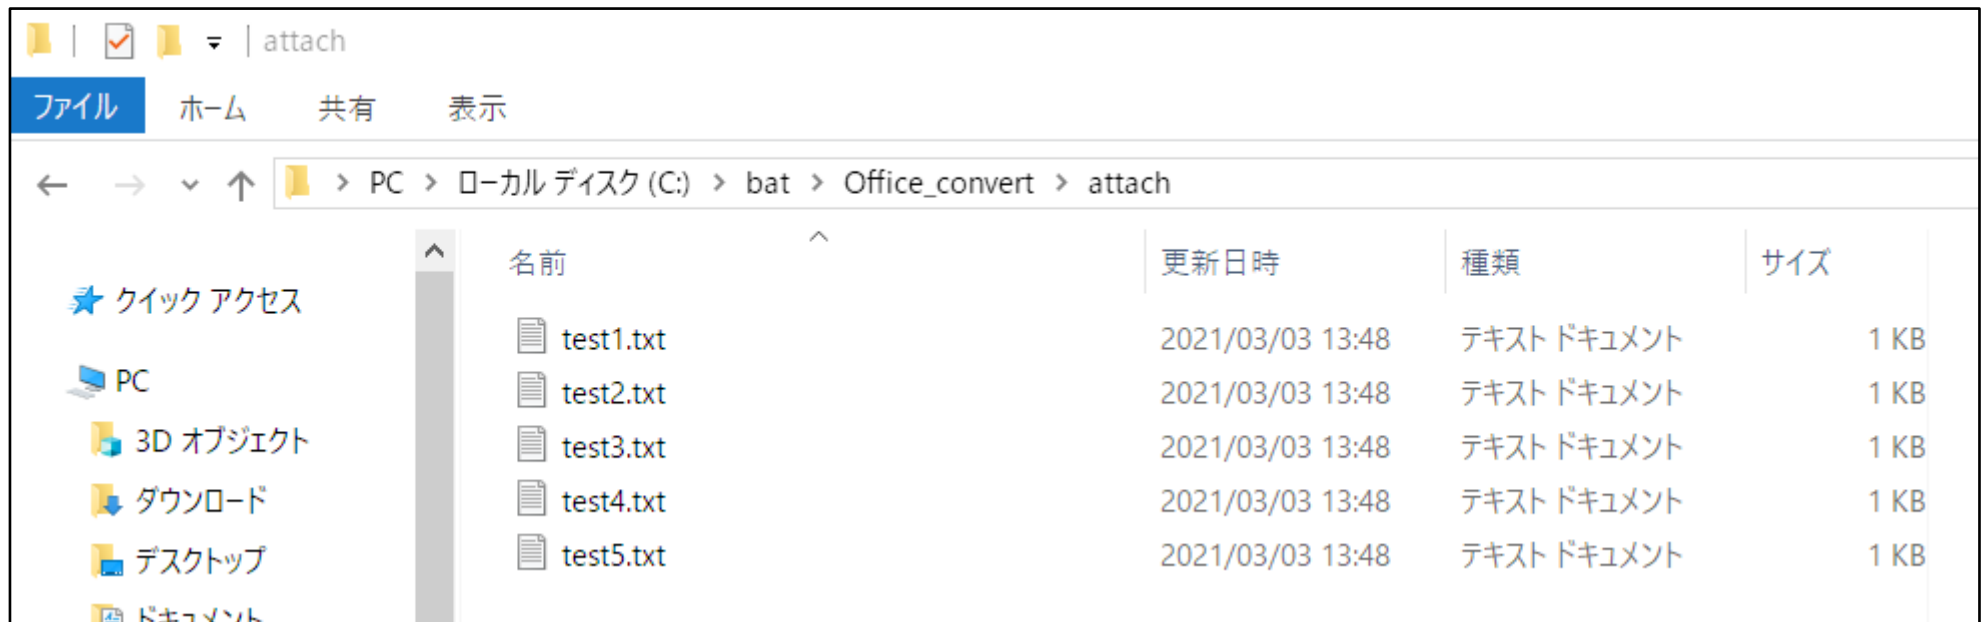 attach
ファイル ホーム 共有 表示
PC > ローカル ディスク (C:) > bat > Office_convert > attach
名前 更新日時 種類 サイズ
クイック アクセス
PC
3D オブジェクト
ダウンロード
デスクトップ
ドキュメント
test1.txt 2021/03/03 13:48 テキスト ドキュメント 1 KB
test2.txt 2021/03/03 13:48 テキスト ドキュメント 1 KB
test3.txt 2021/03/03 13:48 テキスト ドキュメント 1 KB
test4.txt 2021/03/03 13:48 テキスト ドキュメント 1 KB
test5.txt 2021/03/03 13:48 テキスト ドキュメント 1 KB